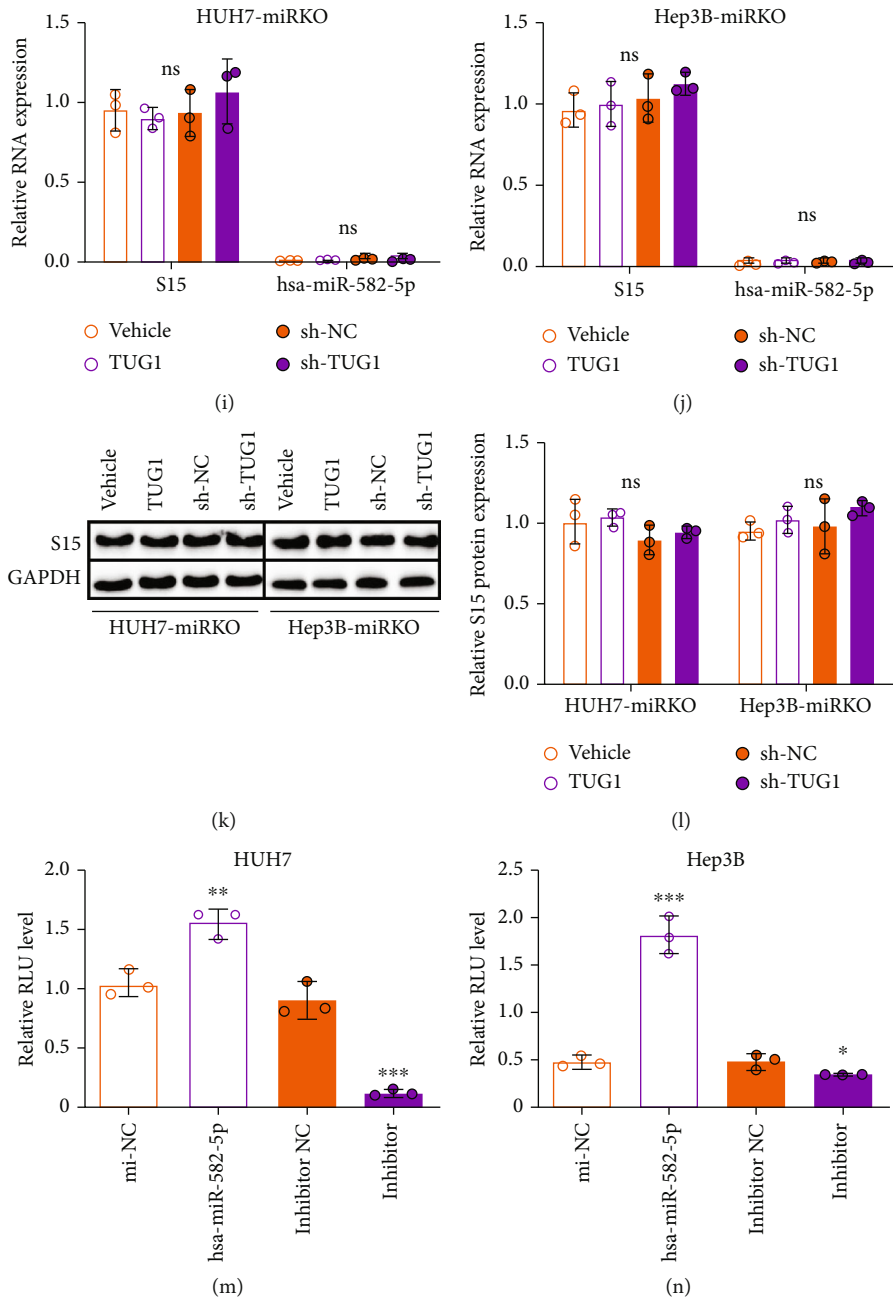 HUH7-miRKO
Relative RNA expression
1.5
1.0
0.5
0.0
ns
ns
S15
hsa-miR-582-5p
Vehicle
sh-NC
TUG1
sh-TUG1
(i)
Hep3B-miRKO
Relative RNA expression
1.5
1.0
0.5
0.0
ns
ns
S15
hsa-miR-582-5p
Vehicle
sh-NC
TUG1
sh-TUG1
(j)
Vehicle
TUG1
sh-NC
sh-TUG1
Vehicle
TUG1
sh-NC
sh-TUG1
S15
GAPDH
HUH7-miRKO
Hep3B-miRKO
(k)
Relative S15 protein expression
1.5
1.0
0.5
0.0
ns
ns
HUH7-miRKO
Hep3B-miRKO
Vehicle
sh-NC
TUG1
sh-TUG1
(l)
HUH7
Relative RLU level
2.0
1.5
1.0
0.5
0
**
***
mi-NC
hsa-miR-582-5p
Inhibitor NC
Inhibitor
(m)
Hep3B
Relative RLU level
2.5
2.0
1.5
1.0
0.5
0
***
*
mi-NC
hsa-miR-582-5p
Inhibitor NC
Inhibitor
(n)